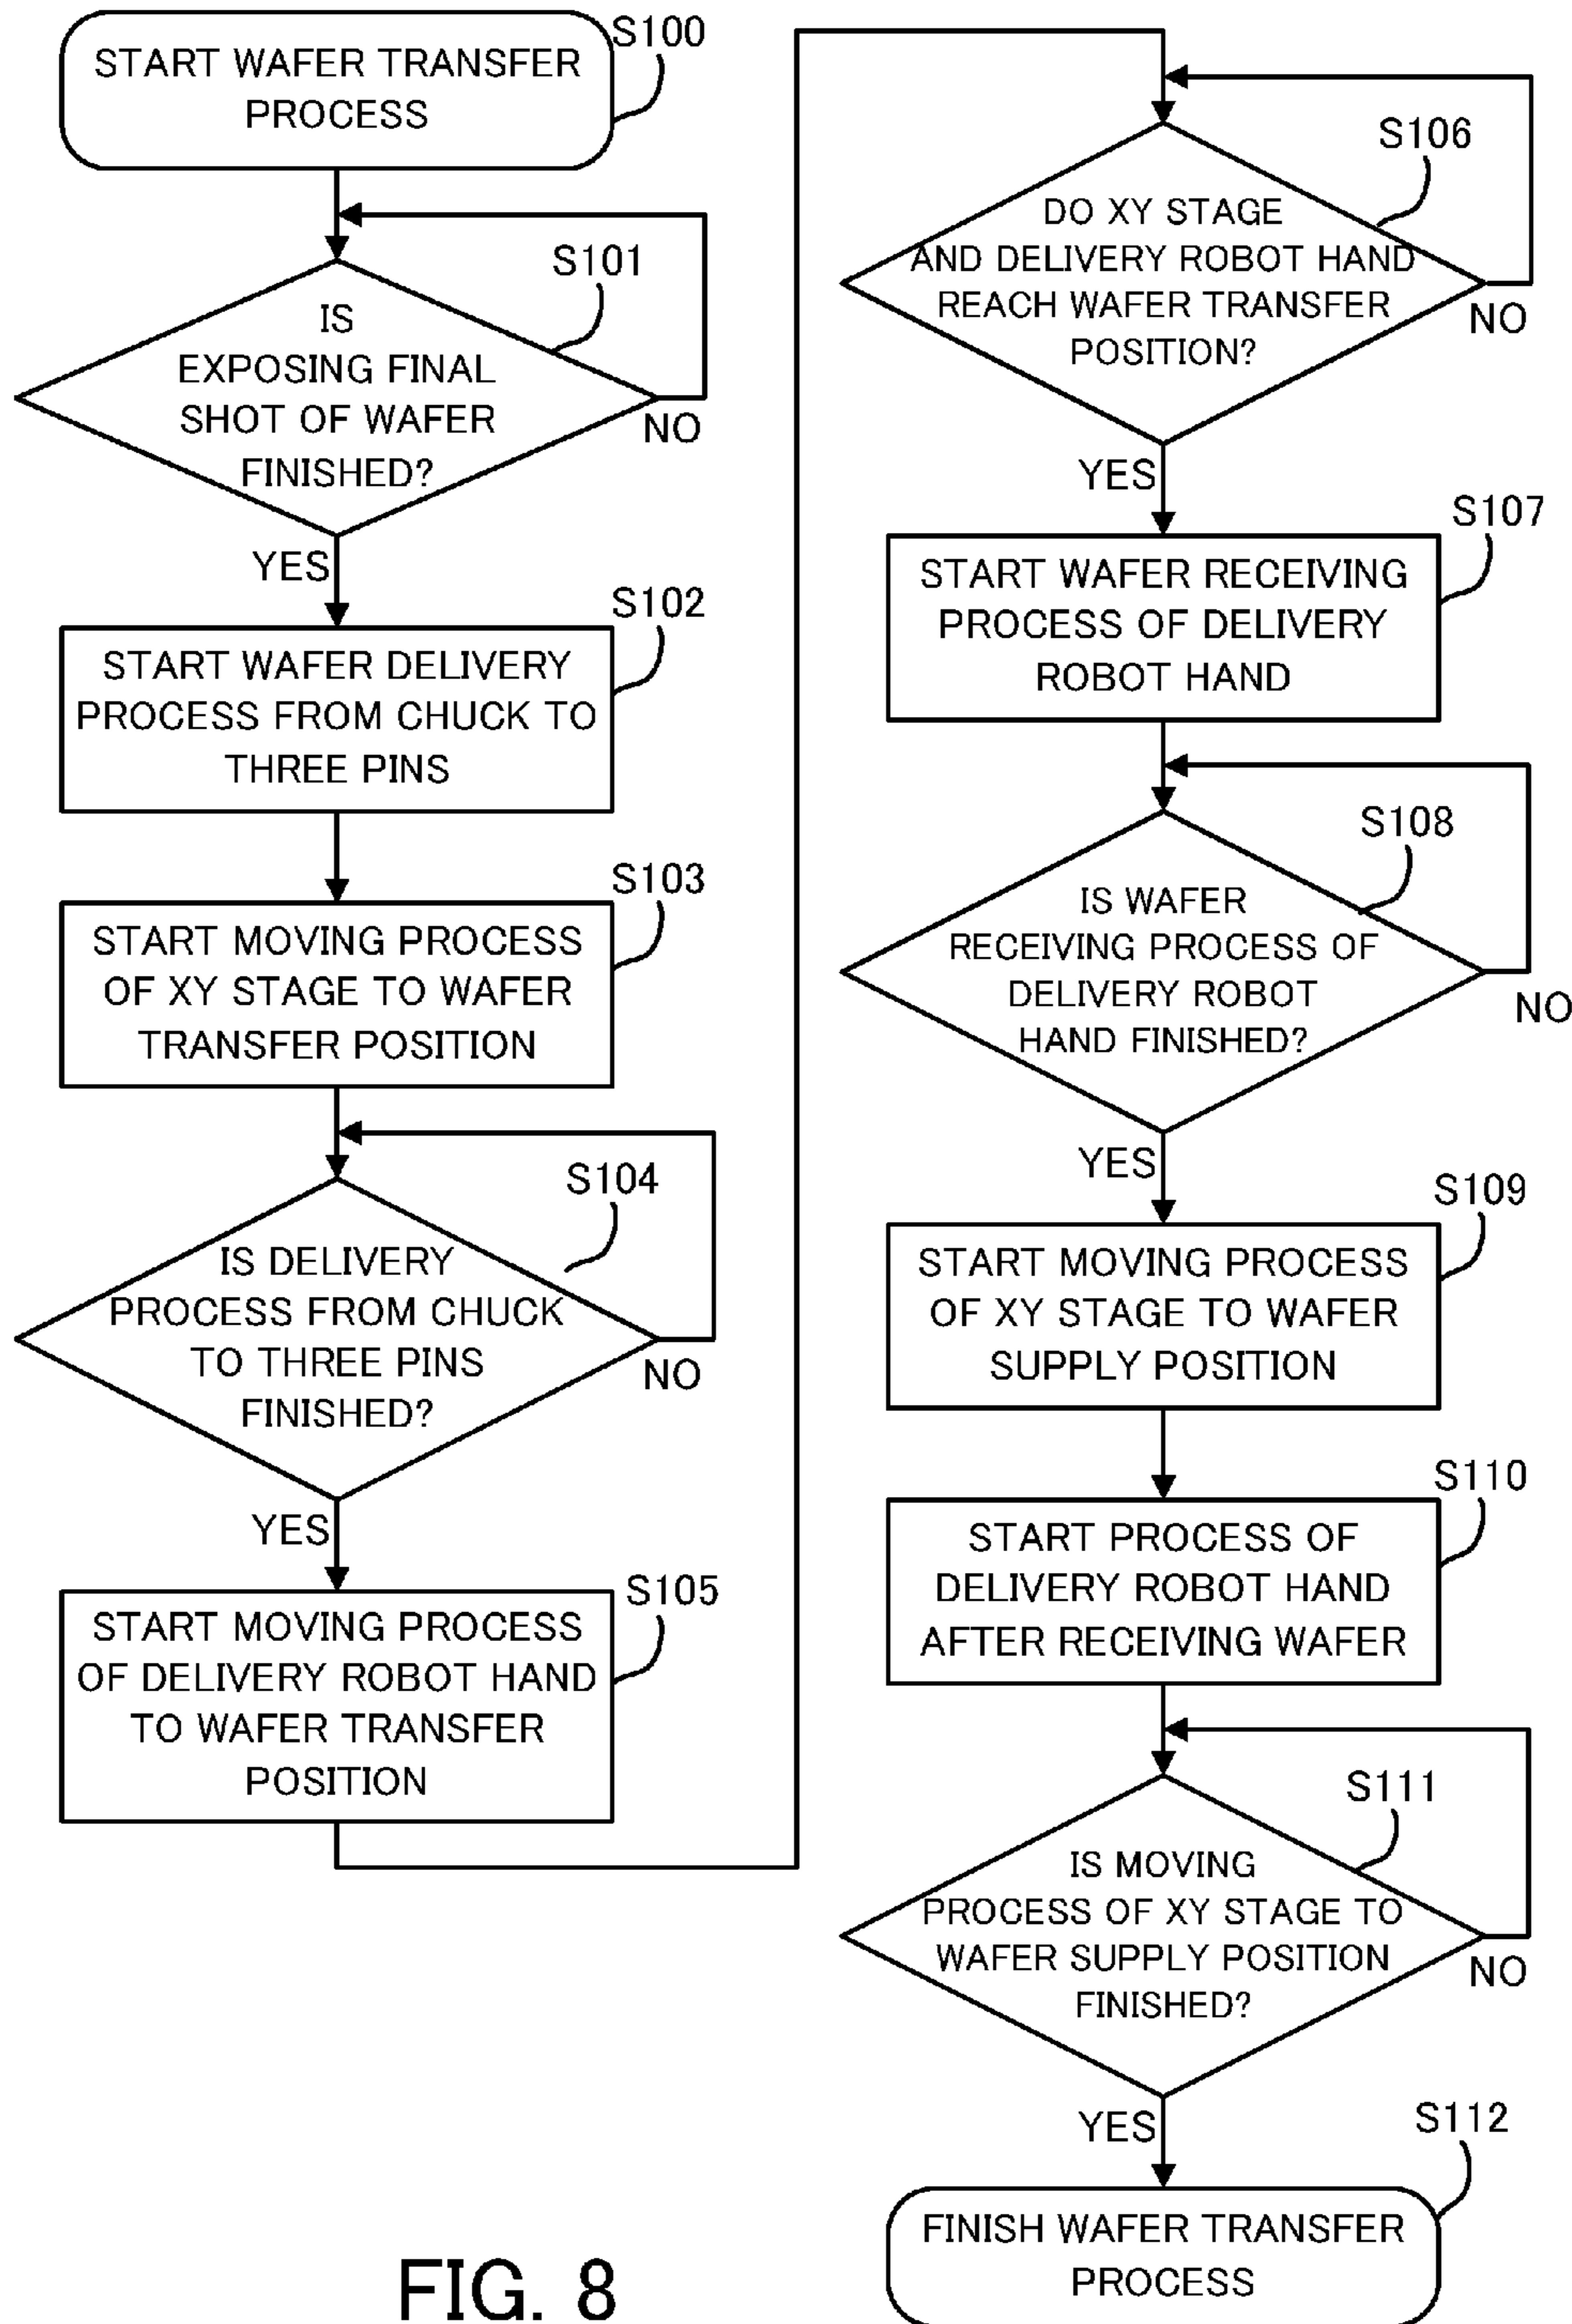 START WAFER TRANSFER
PROCESS
S100
IS
EXPOSING FINAL
SHOT OF WAFER
FINISHED?
S101
NO
YES
START WAFER DELIVERY
PROCESS FROM CHUCK TO
THREE PINS
S102
START MOVING PROCESS
OF XY STAGE TO WAFER
TRANSFER POSITION
S103
IS DELIVERY
PROCESS FROM CHUCK
TO THREE PINS
FINISHED?
S104
NO
YES
START MOVING PROCESS
OF DELIVERY ROBOT HAND
TO WAFER TRANSFER
POSITION
S105
DO XY STAGE
AND DELIVERY ROBOT HAND
REACH WAFER TRANSFER
POSITION?
S106
NO
YES
START WAFER RECEIVING
PROCESS OF DELIVERY
ROBOT HAND
S107
IS WAFER
RECEIVING PROCESS OF
DELIVERY ROBOT
HAND FINISHED?
S108
NO
YES
START MOVING PROCESS
OF XY STAGE TO WAFER
SUPPLY POSITION
S109
START PROCESS OF
DELIVERY ROBOT HAND
AFTER RECEIVING WAFER
S110
IS MOVING
PROCESS OF XY STAGE TO
WAFER SUPPLY POSITION
FINISHED?
S111
NO
YES
FINISH WAFER TRANSFER
PROCESS
S112
FIG. 8